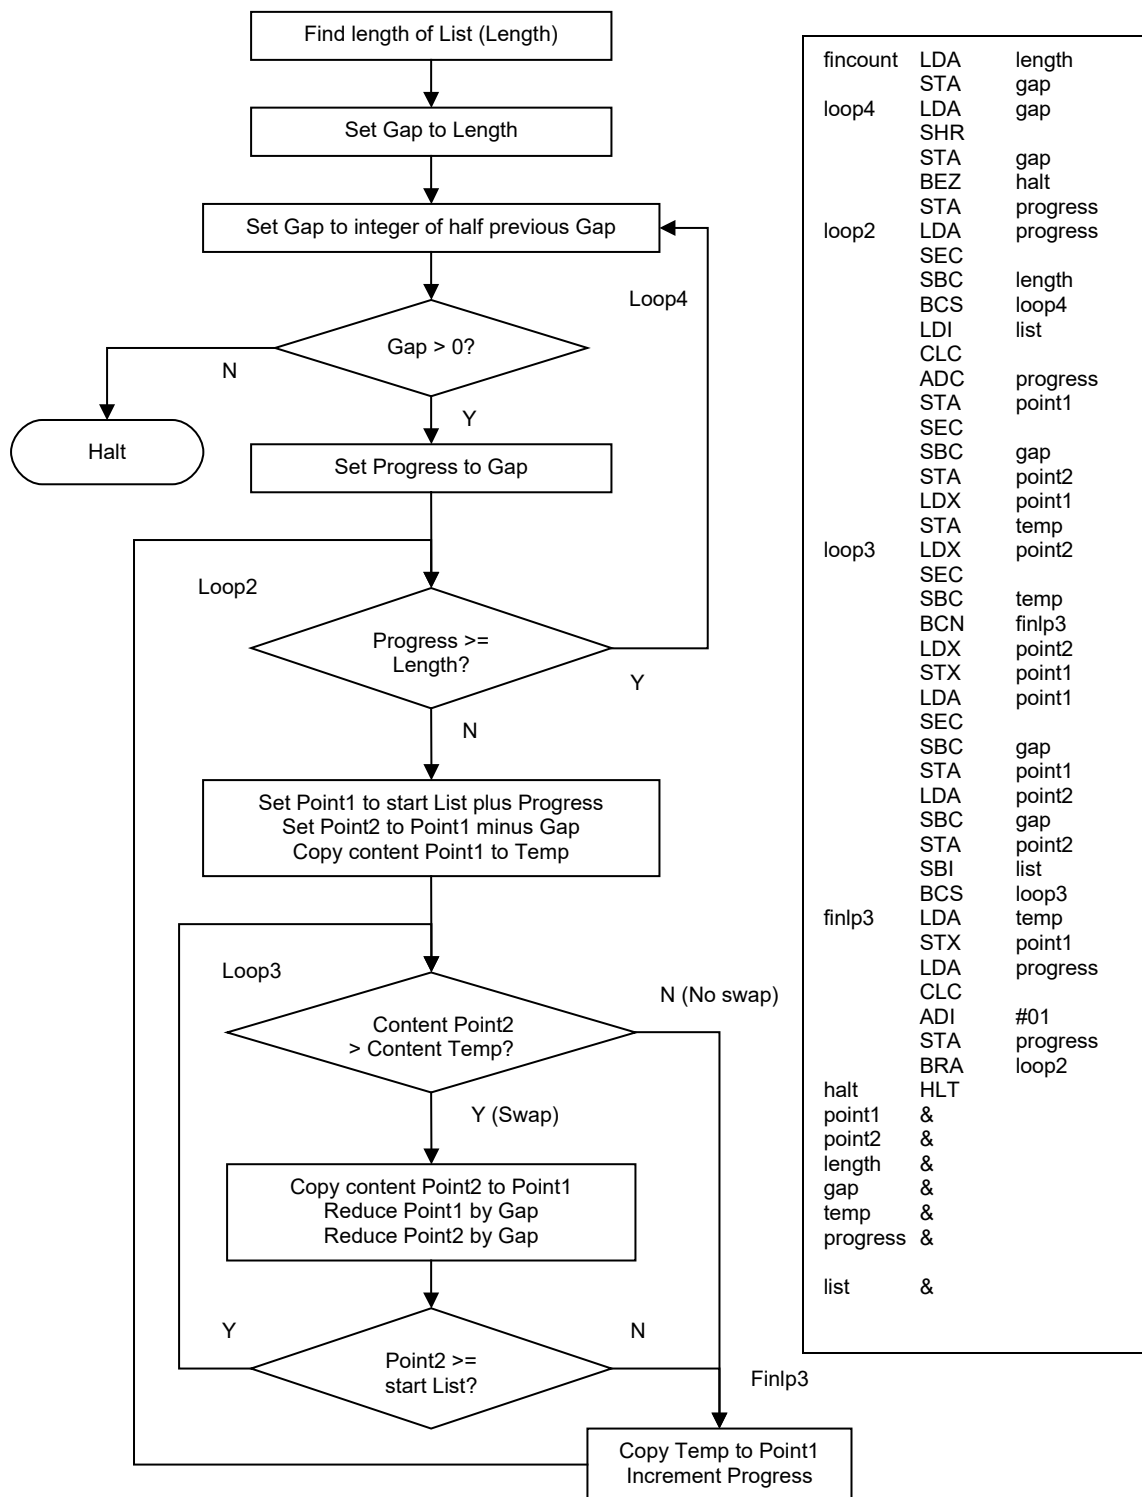 Find length of List (Length)
Set Gap to Length
Set Gap to integer of half previous Gap
Loop4
Gap > 0?
N
Y
Halt
Set Progress to Gap
Loop2
Progress >=
Length?
Y
N
Set Point1 to start List plus Progress
Set Point2 to Point1 minus Gap
Copy content Point1 to Temp
Loop3
N (No swap)
Content Point2
> Content Temp?
Y (Swap)
Copy content Point2 to Point1
Reduce Point1 by Gap
Reduce Point2 by Gap
Y
N
Point2 >=
start List?
Finlp3
Copy Temp to Point1
Increment Progress
fincount LDA length
STA gap
loop4 LDA gap
SHR
STA gap
BEZ halt
STA progress
loop2 LDA progress
SEC
SBC length
BCS loop4
LDI list
CLC
ADC progress
STA point1
SEC
SBC gap
STA point2
LDX point1
STA temp
loop3 LDX point2
SEC
SBC temp
BCN finlp3
LDX point2
STX point1
LDA point1
SEC
SBC gap
STA point1
LDA point2
SBC gap
STA point2
SBI list
BCS loop3
finlp3 LDA temp
STX point1
LDA progress
CLC
ADI #01
STA progress
BRA loop2
halt HLT
point1 &
point2 &
length &
gap &
temp &
progress &
list &